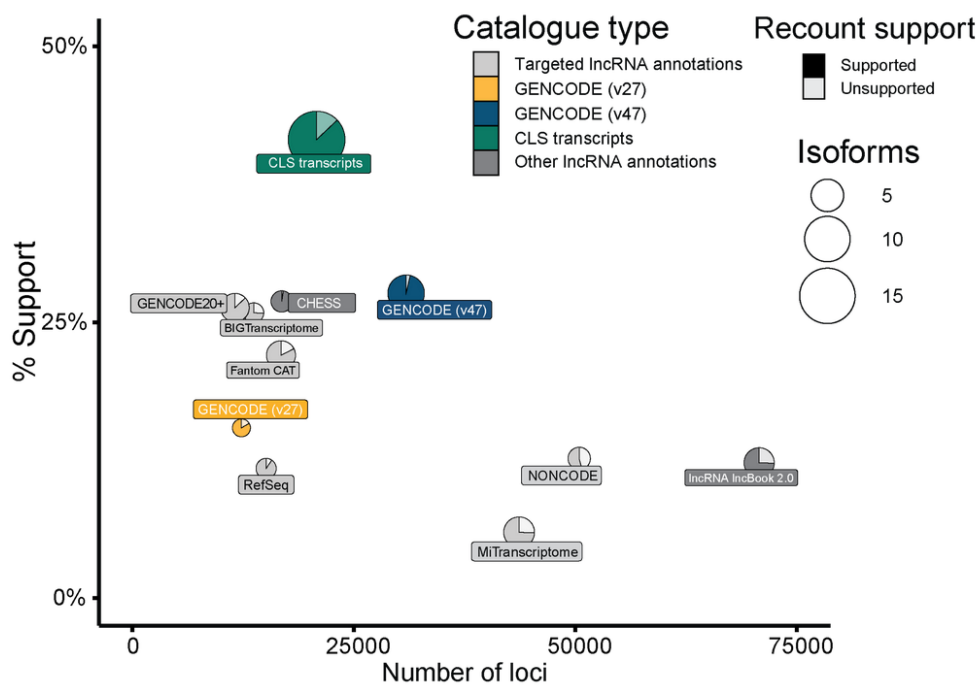 Catalogue type
Targeted lncRNA annotations
GENCODE (v27)
GENCODE (v47)
CLS transcripts
Other lncRNA annotations
Recount support
Supported
Unsupported
Isoforms
5
10
15
% Support
50%
25%
0%
CLS transcripts
GENCODE20+
CHESS
GENCODE (v47)
BIGTranscriptome
Fantom CAT
GENCODE (v27)
RefSeq
NONCODE
lncRNA lncBook 2.0
MiTranscriptome
0
25000
50000
75000
Number of loci